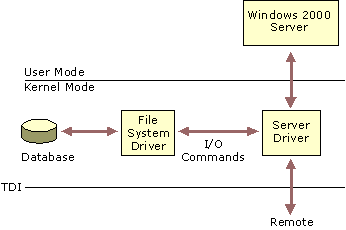 Windows 2000
Server
User Mode
Kernel Mode
File
System
Driver
Server
Driver
Database
I/O
Commands
TDI
Remote